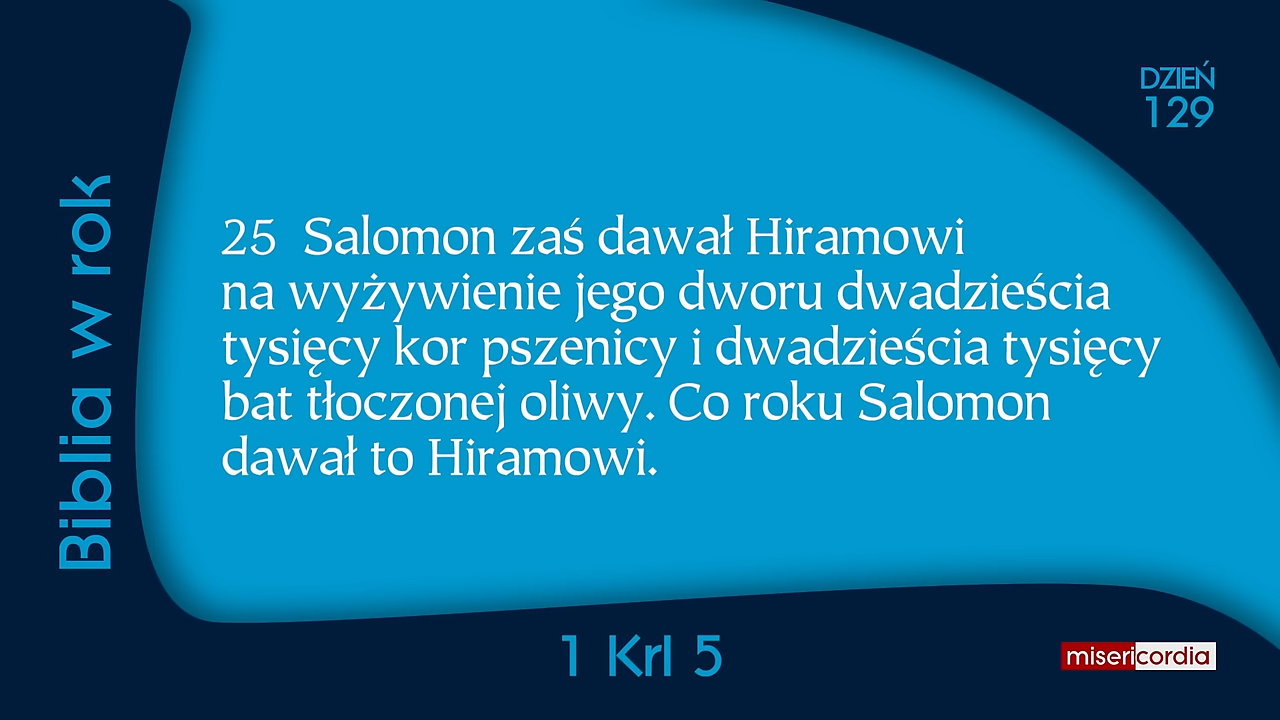 DZIEŃ
129
Biblia w rok
25 Salomon zaś dawał Hiramowi
na wyżywienie jego dworu dwadzieścia
tysięcy kor pszenicy i dwadzieścia tysięcy
bat tłoczonej oliwy. Co roku Salomon
dawał to Hiramowi.
1 Krl 5
misericordia